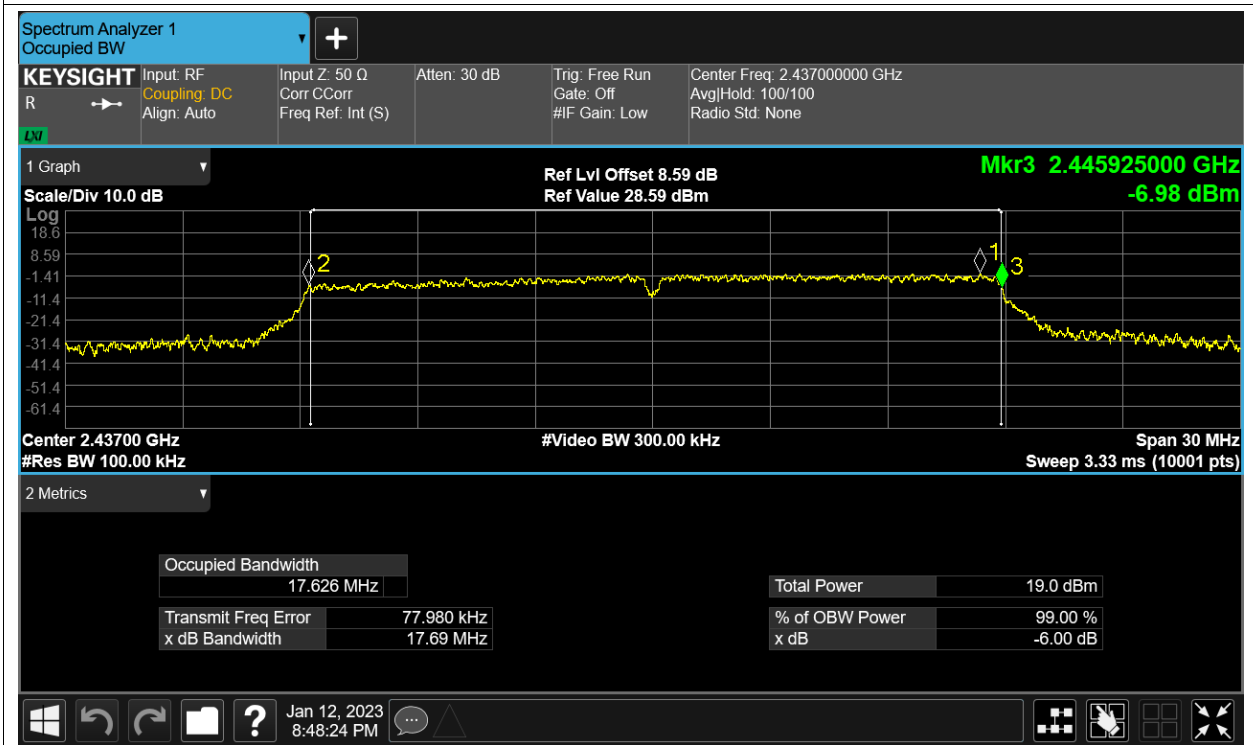 Spectrum Analyzer 1
Occupied BW
KEYSIGHT
R
LXI
Input: RF
Coupling: DC
Align: Auto
Input Z: 50 Ω
Corr CCorr
Freq Ref: Int (S)
Atten: 30 dB
Trig: Free Run
Gate: Off
#IF Gain: Low
Center Freq: 2.437000000 GHz
Avg|Hold: 100/100
Radio Std: None
1 Graph
Scale/Div 10.0 dB
Ref Lvl Offset 8.59 dB
Ref Value 28.59 dBm
Mkr3 2.445925000 GHz
-6.98 dBm
Log
18.6
8.59
-1.41
-11.4
-21.4
-31.4
-41.4
-51.4
-61.4
2
1
3
Center 2.43700 GHz
#Res BW 100.00 kHz
#Video BW 300.00 kHz
Span 30 MHz
Sweep 3.33 ms (10001 pts)
2 Metrics
Occupied Bandwidth
17.626 MHz
Transmit Freq Error 77.980 kHz
x dB Bandwidth 17.69 MHz
Total Power 19.0 dBm
% of OBW Power 99.00 %
x dB -6.00 dB
?
Jan 12, 2023
8:48:24 PM